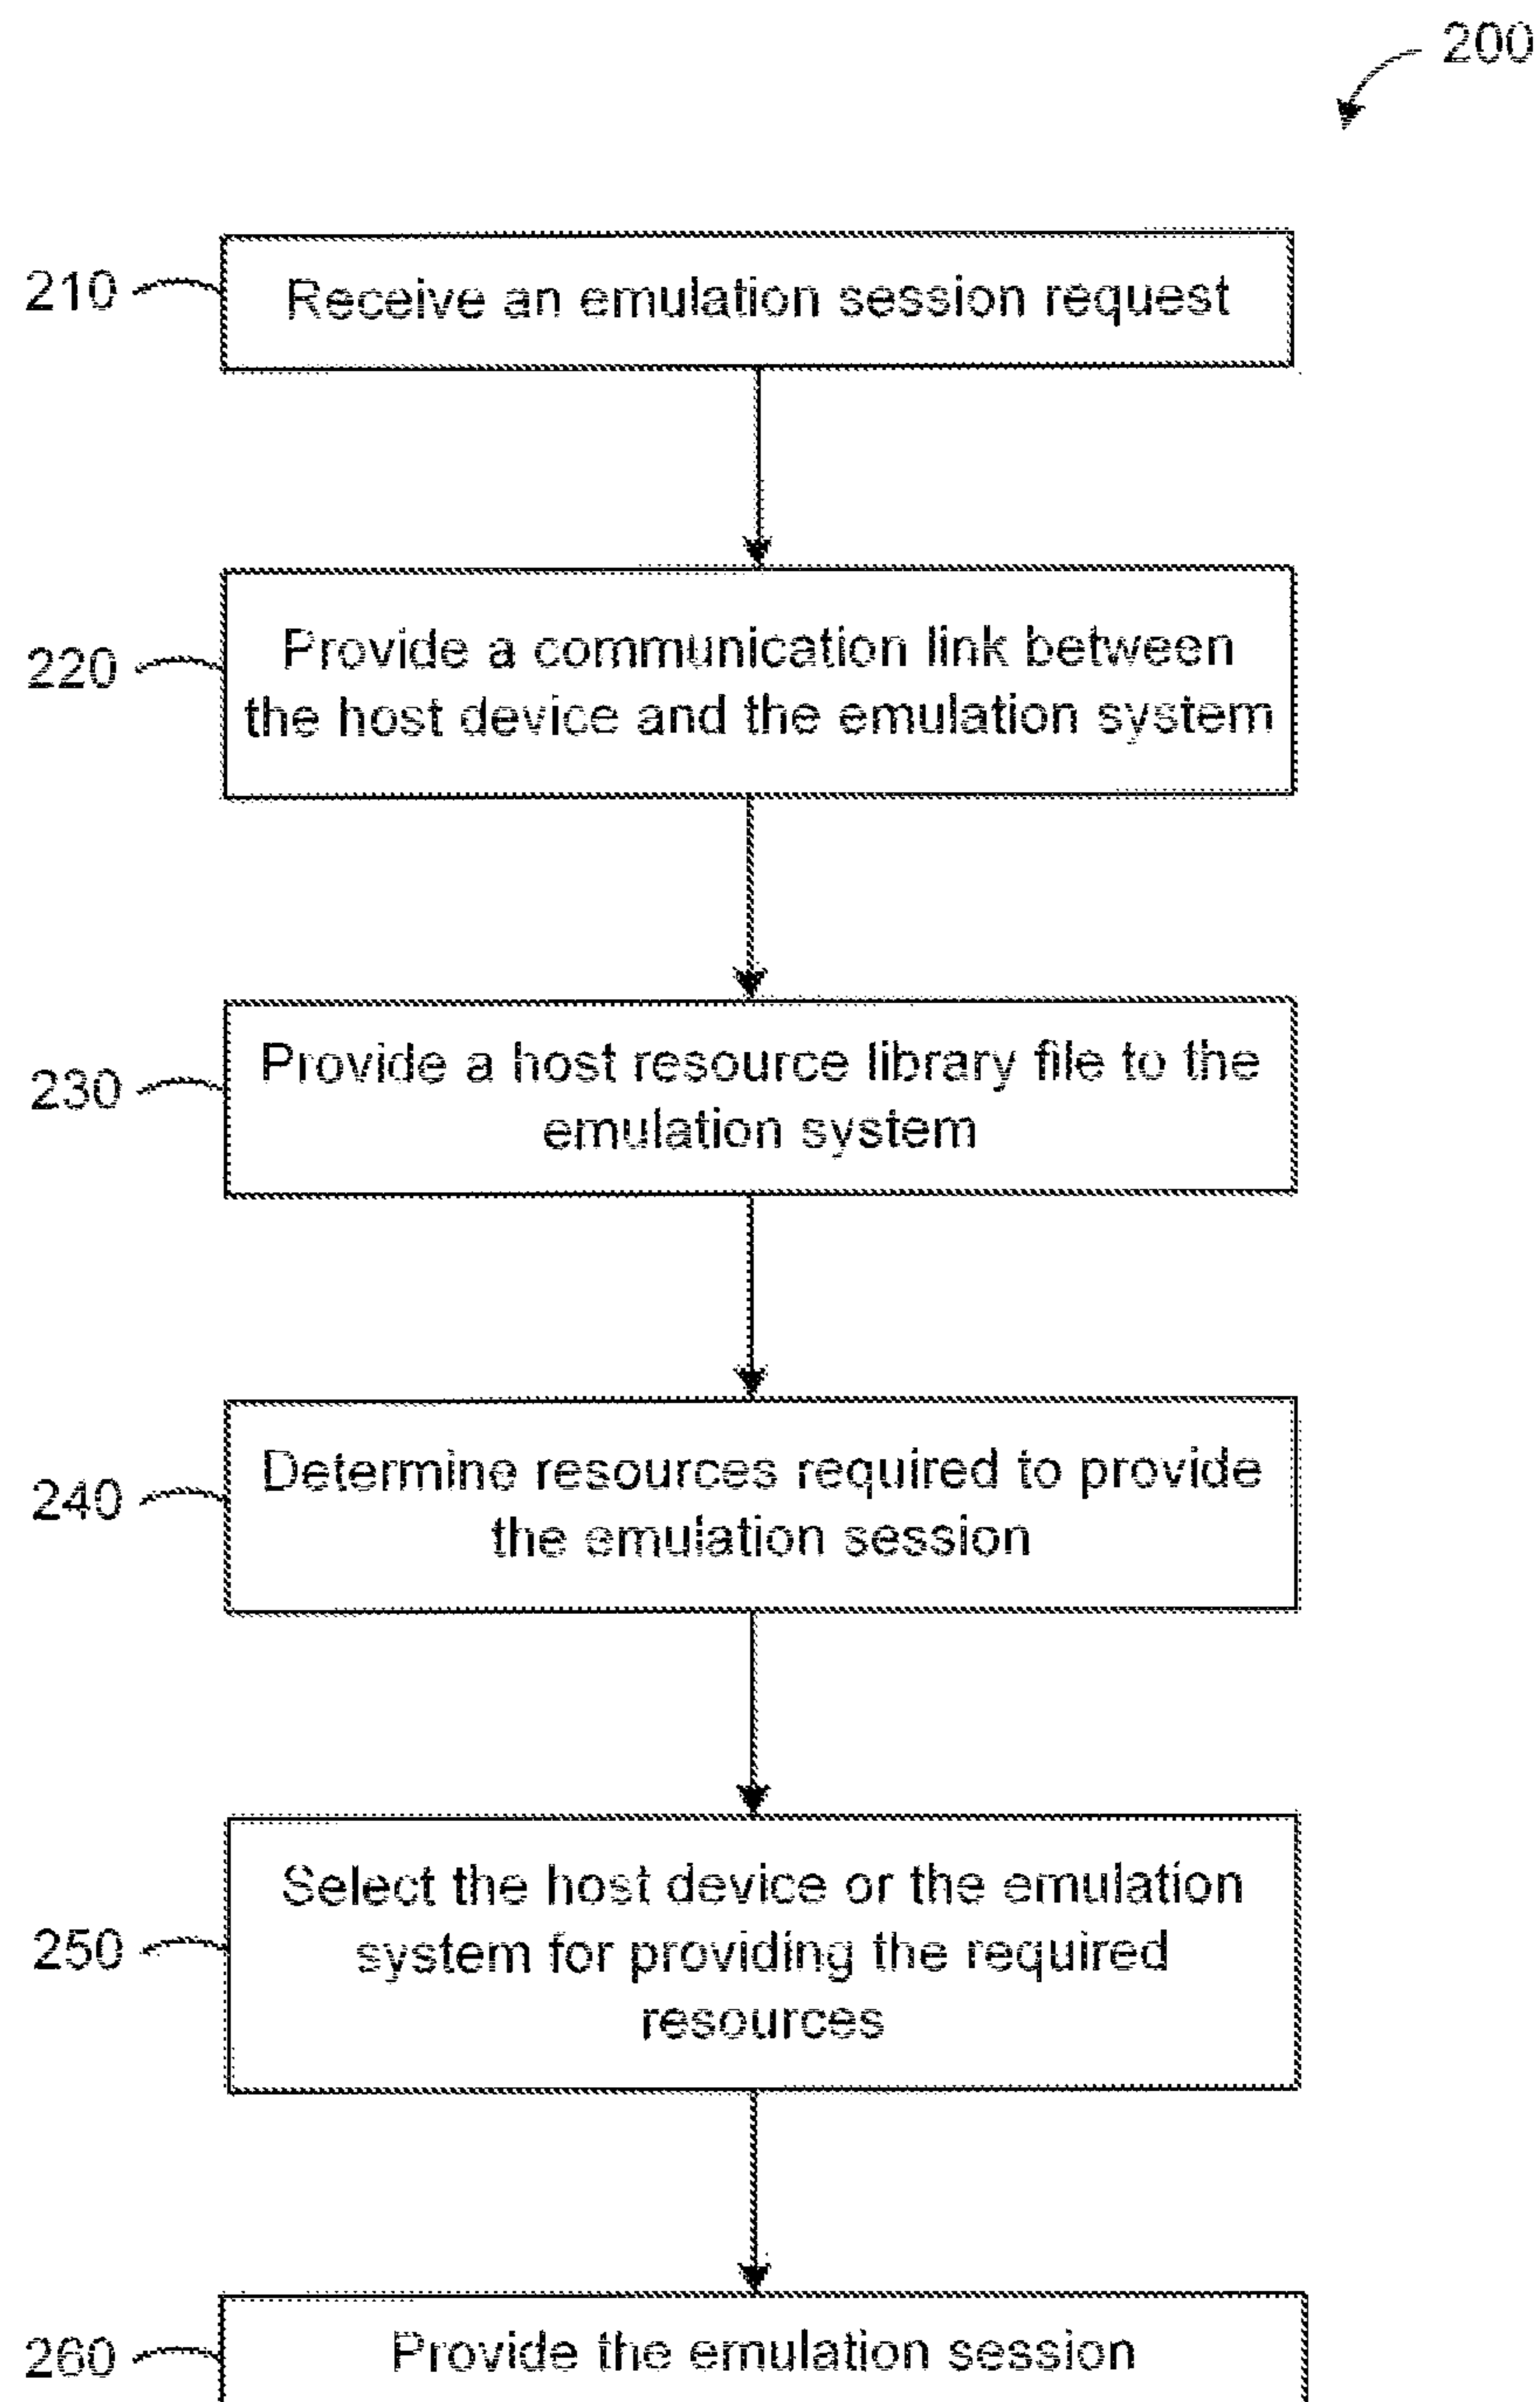 200
210
Receive an emulation session request
220
Provide a communication link between
the host device and the emulation system
230
Provide a host resource library file to the
emulation system
240
Determine resources required to provide
the emulation session
250
Select the host device or the emulation
system for providing the required
resources
260
Provide the emulation session